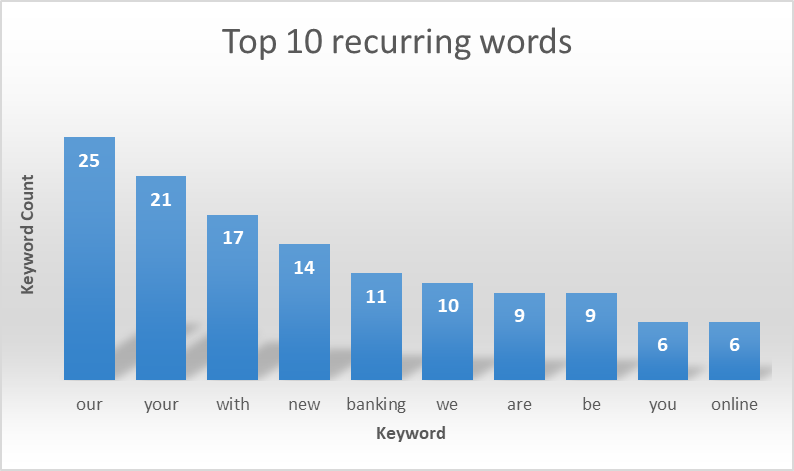 Top 10 recurring words
Keyword Count
25
21
17
14
11
10
9
9
6
6
our your with new banking we are be you online
Keyword